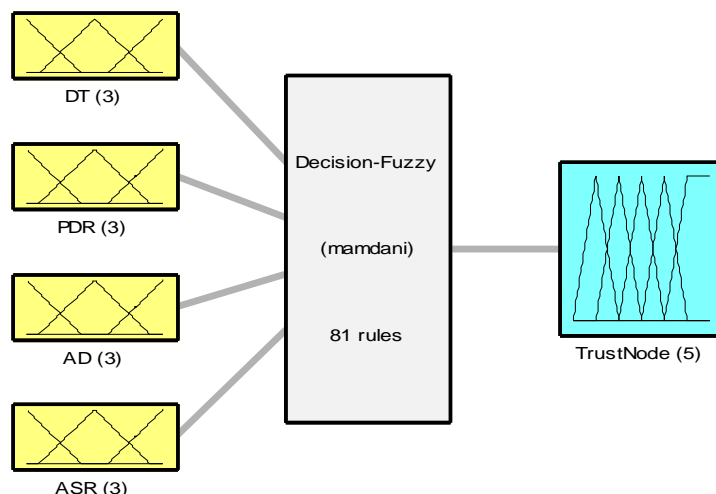 DT (3)
PDR (3)
AD (3)
ASR (3)
Decision-Fuzzy
(mamdani)
81 rules
TrustNode (5)